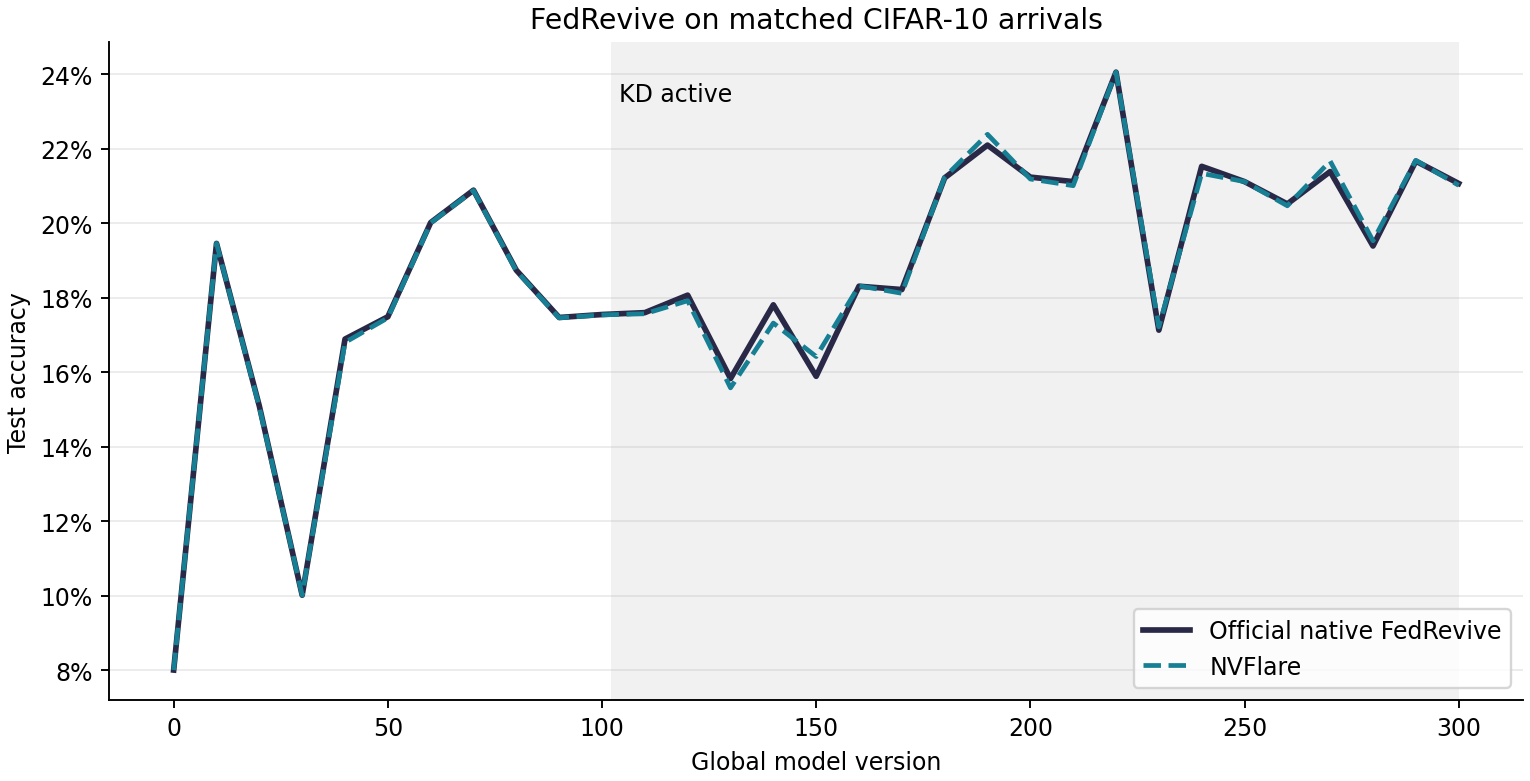 FedRevive on matched CIFAR-10 arrivals
24%
22%
20%
18%
16%
14%
12%
10%
8%
Test accuracy
KD active
Official native FedRevive
NVFlare
0
50
100
150
200
250
300
Global model version